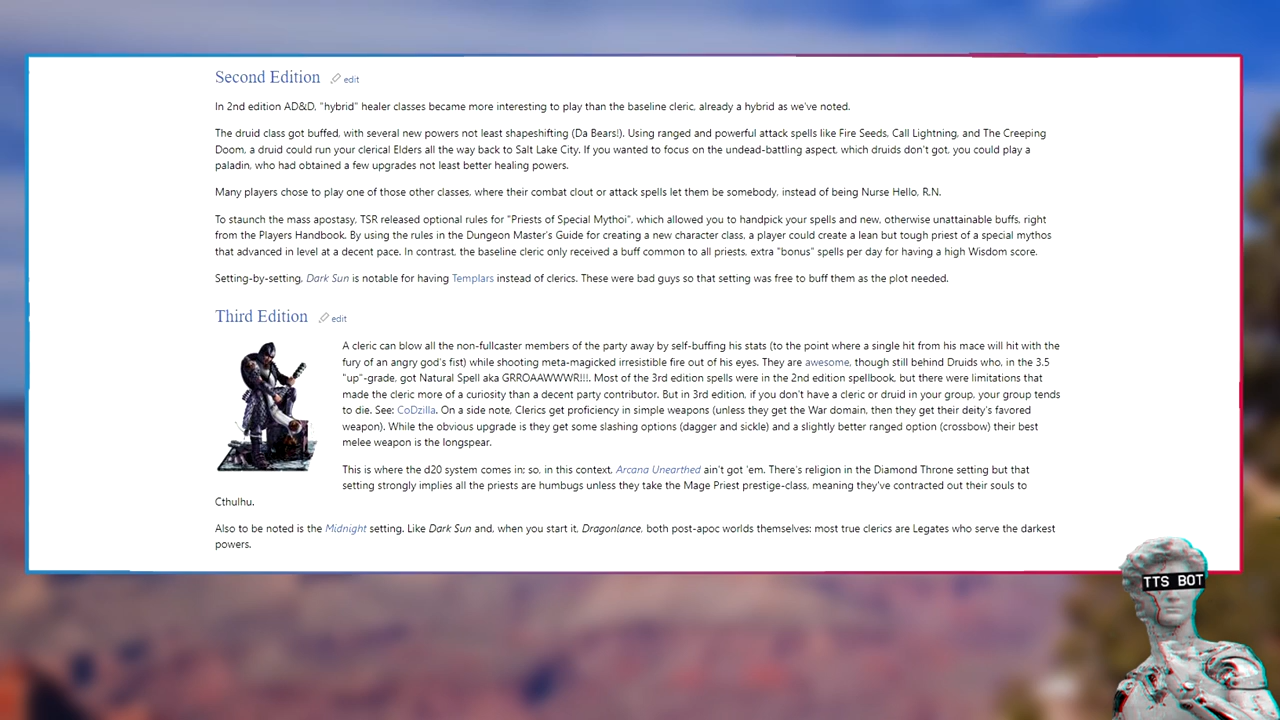 Second Edition edit
In 2nd edition AD&D, "hybrid" healer classes became more interesting to play than the baseline cleric, already a hybrid as we've noted.
The druid class got buffed, with several new powers not least shapeshifting (Da Bears!). Using ranged and powerful attack spells like Fire Seeds, Call Lightning, and The Creeping
Doom, a druid could run your clerical Elders all the way back to Salt Lake City. If you wanted to focus on the undead-battling aspect, which druids don't got, you could play a
paladin, who had obtained a few upgrades not least better healing powers.
Many players chose to play one of those other classes, where their combat clout or attack spells let them be somebody, instead of being Nurse Hello, R.N.
To staunch the mass apostasy, TSR released optional rules for "Priests of Special Mythoi", which allowed you to handpick your spells and new, otherwise unattainable buffs, right
from the Players Handbook. By using the rules in the Dungeon Master's Guide for creating a new character class, a player could create a lean but tough priest of a special mythos
that advanced in level at a decent pace. In contrast, the baseline cleric only received a buff common to all priests, extra "bonus" spells per day for having a high Wisdom score.
Setting-by-setting, Dark Sun is notable for having Templars instead of clerics. These were bad guys so that setting was free to buff them as the plot needed.
Third Edition edit
A cleric can blow all the non-fullcaster members of the party away by self-buffing his stats (to the point where a single hit from his mace will hit with the
fury of an angry god's fist) while shooting meta-magicked irresistible fire out of his eyes. They are awesome, though still behind Druids who, in the 3.5
"up"-grade, got Natural Spell aka GRROAAWWWR!!!. Most of the 3rd edition spells were in the 2nd edition spellbook, but there were limitations that
made the cleric more of a curiosity than a decent party contributor. But in 3rd edition, if you don't have a cleric or druid in your group, your group tends
to die. See: CoDzilla. On a side note, Clerics get proficiency in simple weapons (unless they get the War domain, then they get their deity's favored
weapon). While the obvious upgrade is they get some slashing options (dagger and sickle) and a slightly better ranged option (crossbow) their best
melee weapon is the longspear.
This is where the d20 system comes in; so, in this context, Arcana Unearthed ain't got 'em. There's religion in the Diamond Throne setting but that
setting strongly implies all the priests are humbugs unless they take the Mage Priest prestige-class, meaning they've contracted out their souls to
Cthulhu.
Also to be noted is the Midnight setting. Like Dark Sun and, when you start it, Dragonlance, both post-apoc worlds themselves: most true clerics are Legates who serve the darkest
powers.
TTS BOT